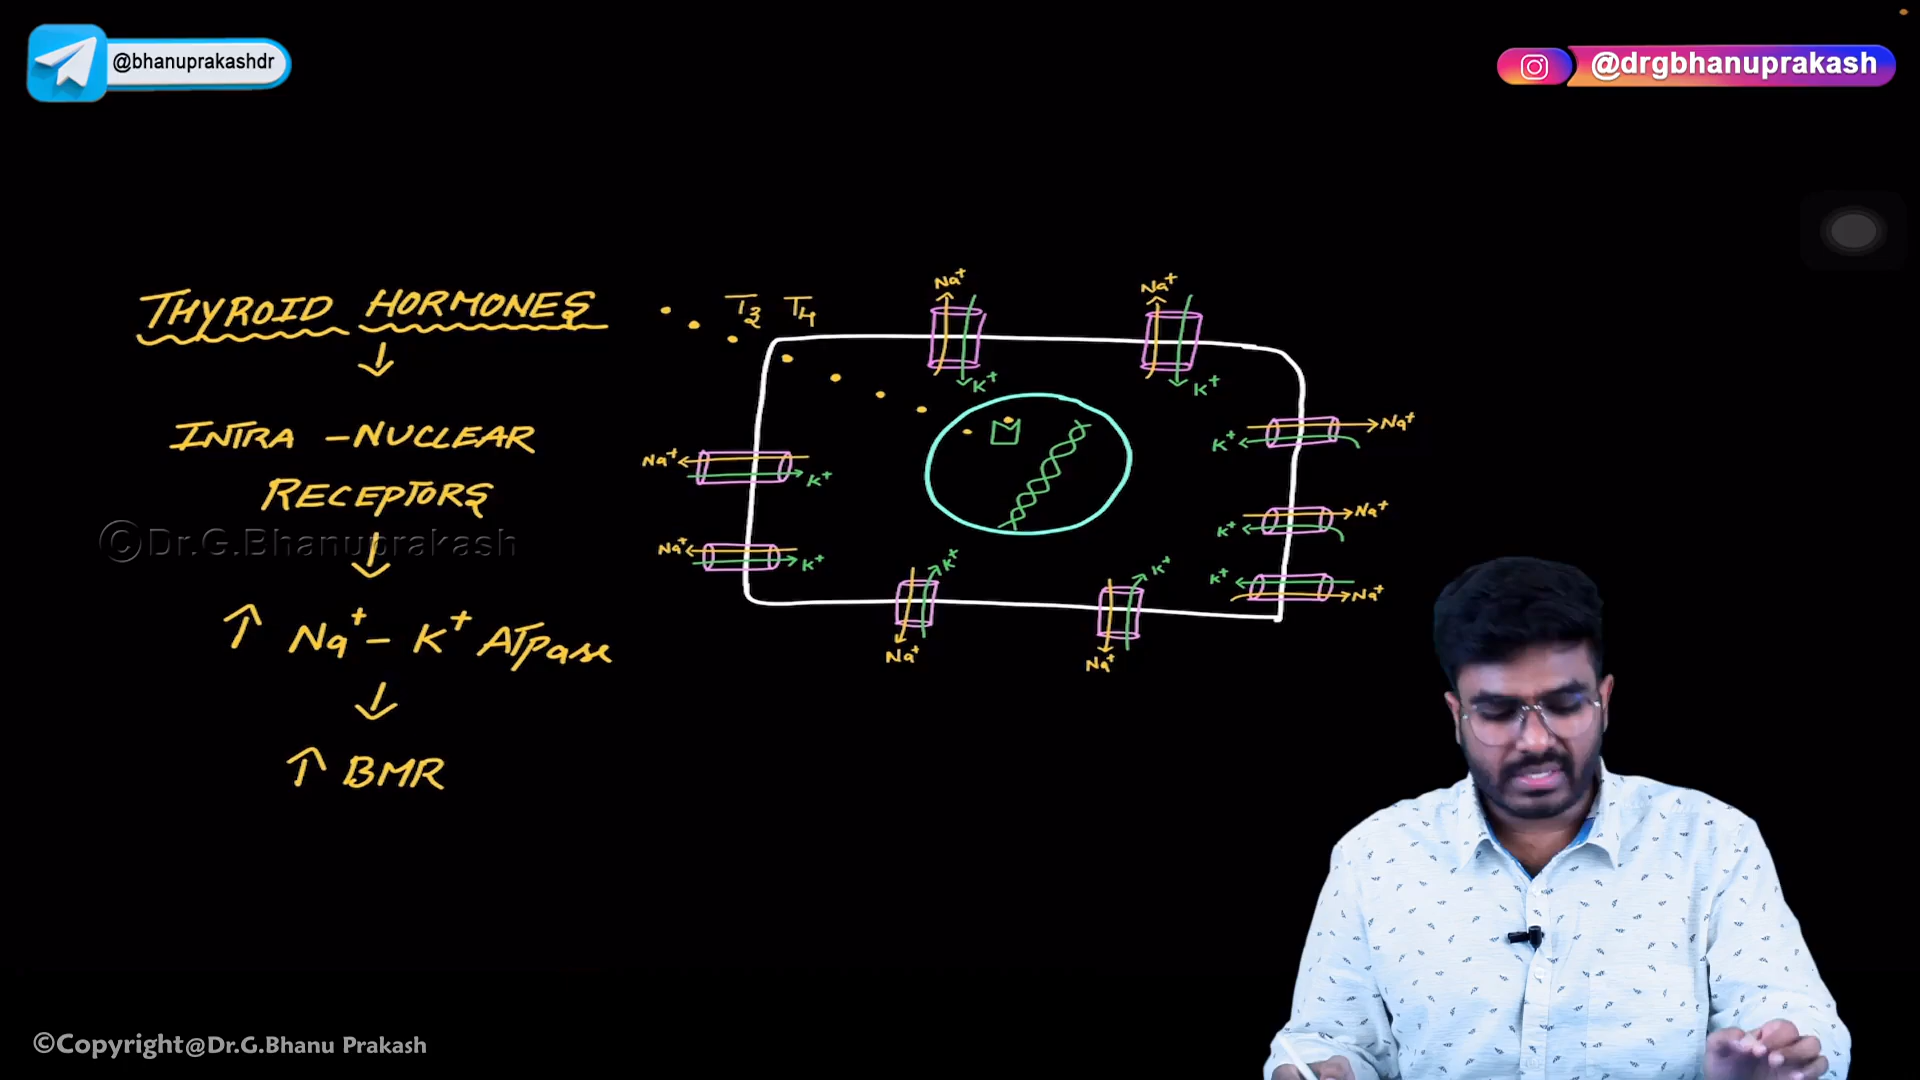 @bhanuprakashdr
@drgbhanuprakash
THYROID HORMONES
↓
INTRA-NUCLEAR
RECEPTORS
↓
↑ Na⁺- K⁺ ATPase
↓
↑ BMR
T₃ T₄
Na⁺
K⁺
Na⁺
K⁺
Na⁺
K⁺
Na⁺
K⁺
Na⁺
K⁺
Na⁺
K⁺
Na⁺
K⁺
K⁺
Na⁺
K⁺
Na⁺
©Dr.G.Bhanuprakash
©Copyright@Dr.G.Bhanu Prakash